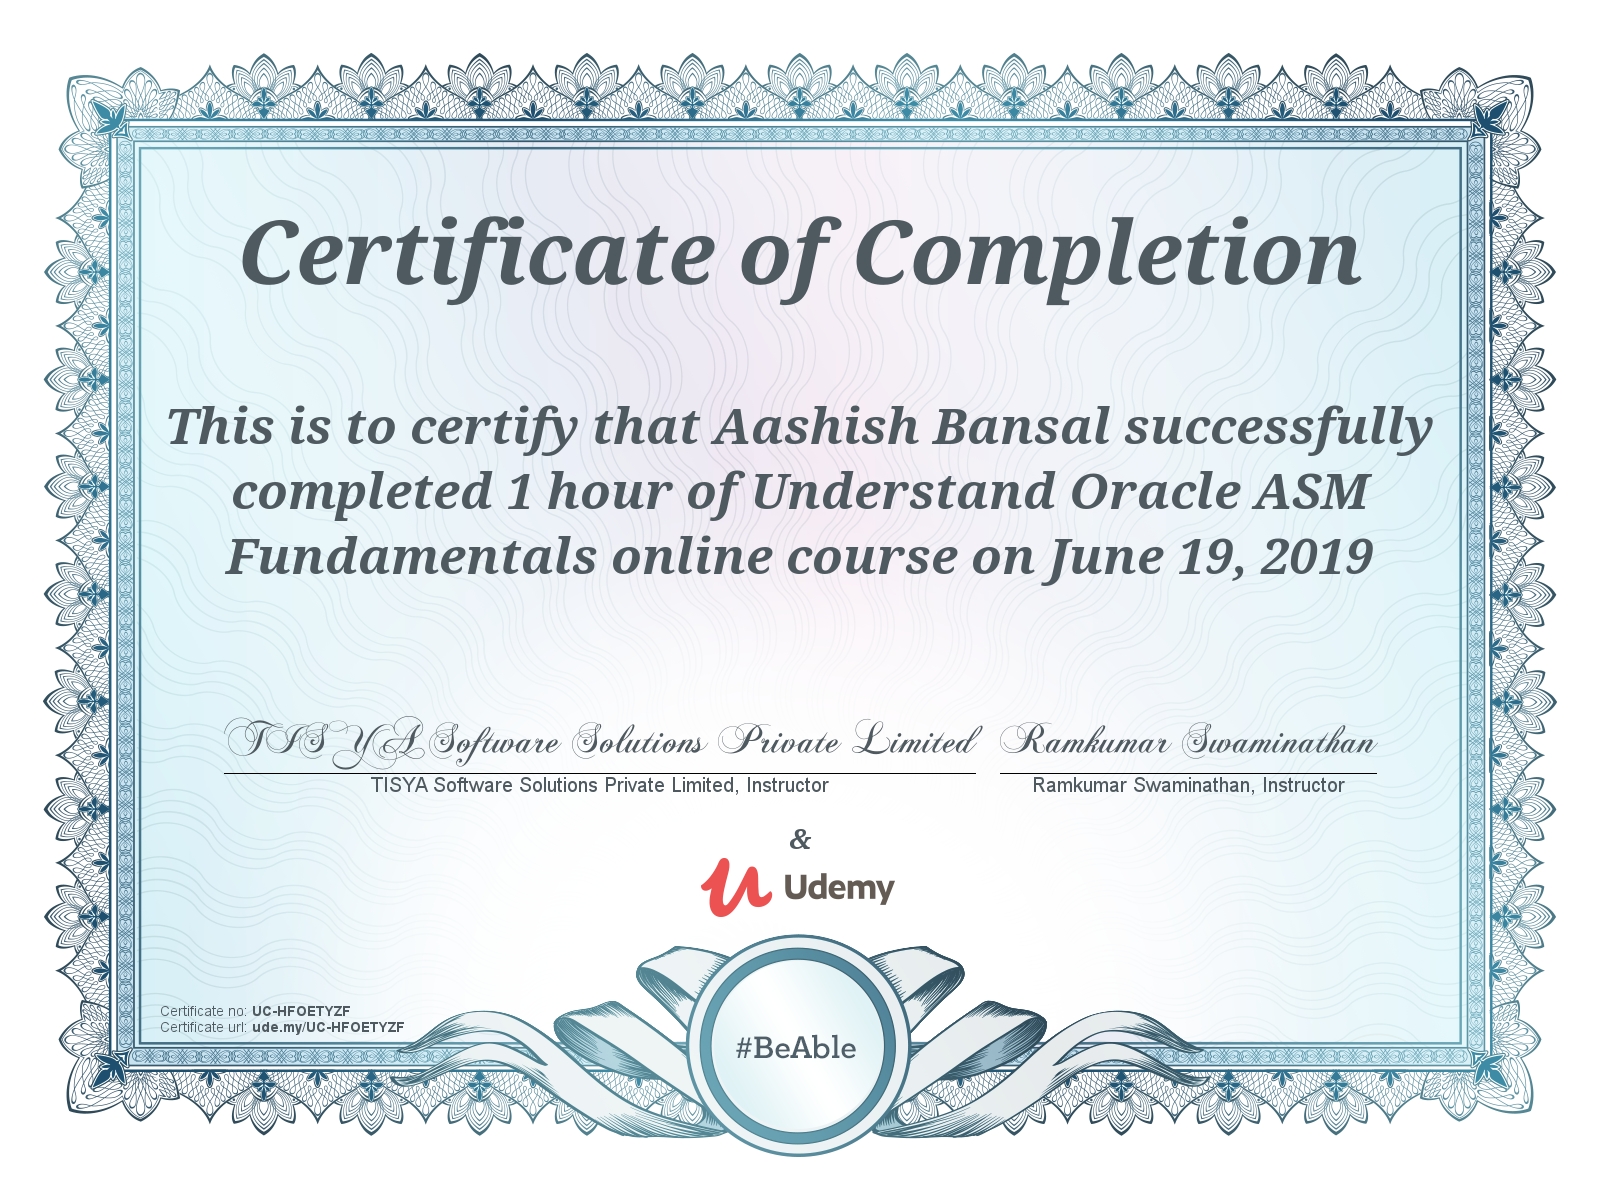 Certificate of Completion
This is to certify that Aashish Bansal successfully
completed 1 hour of Understand Oracle ASM
Fundamentals online course on June 19, 2019
TISYA Software Solutions Private Limited
Ramkumar Swaminathan
TISYA Software Solutions Private Limited, Instructor
Ramkumar Swaminathan, Instructor
&
Udemy
Certificate no: UC-HFOETYZF
Certificate url: ude.my/UC-HFOETYZF
#BeAble